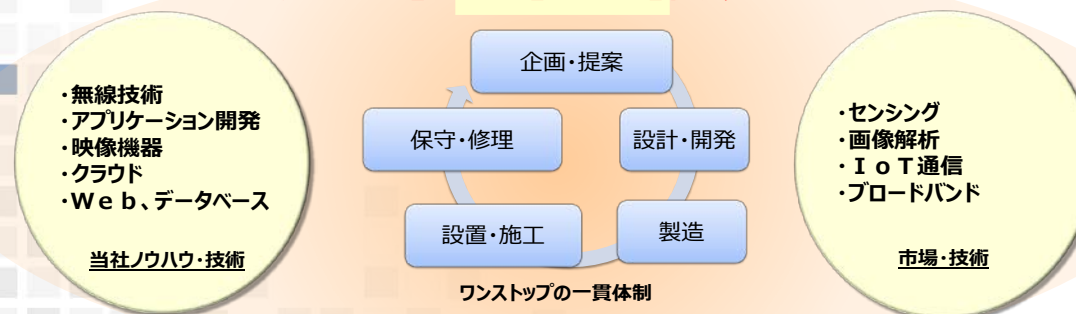 ・無線技術
・アプリケーション開発
・映像機器
・クラウド
・Ｗｅｂ、データベース
当社ノウハウ・技術
企画・提案
設計・開発
製造
設置・施工
保守・修理
ワンストップの一貫体制
・センシング
・画像解析
・ＩｏＴ通信
・ブロードバンド
市場・技術